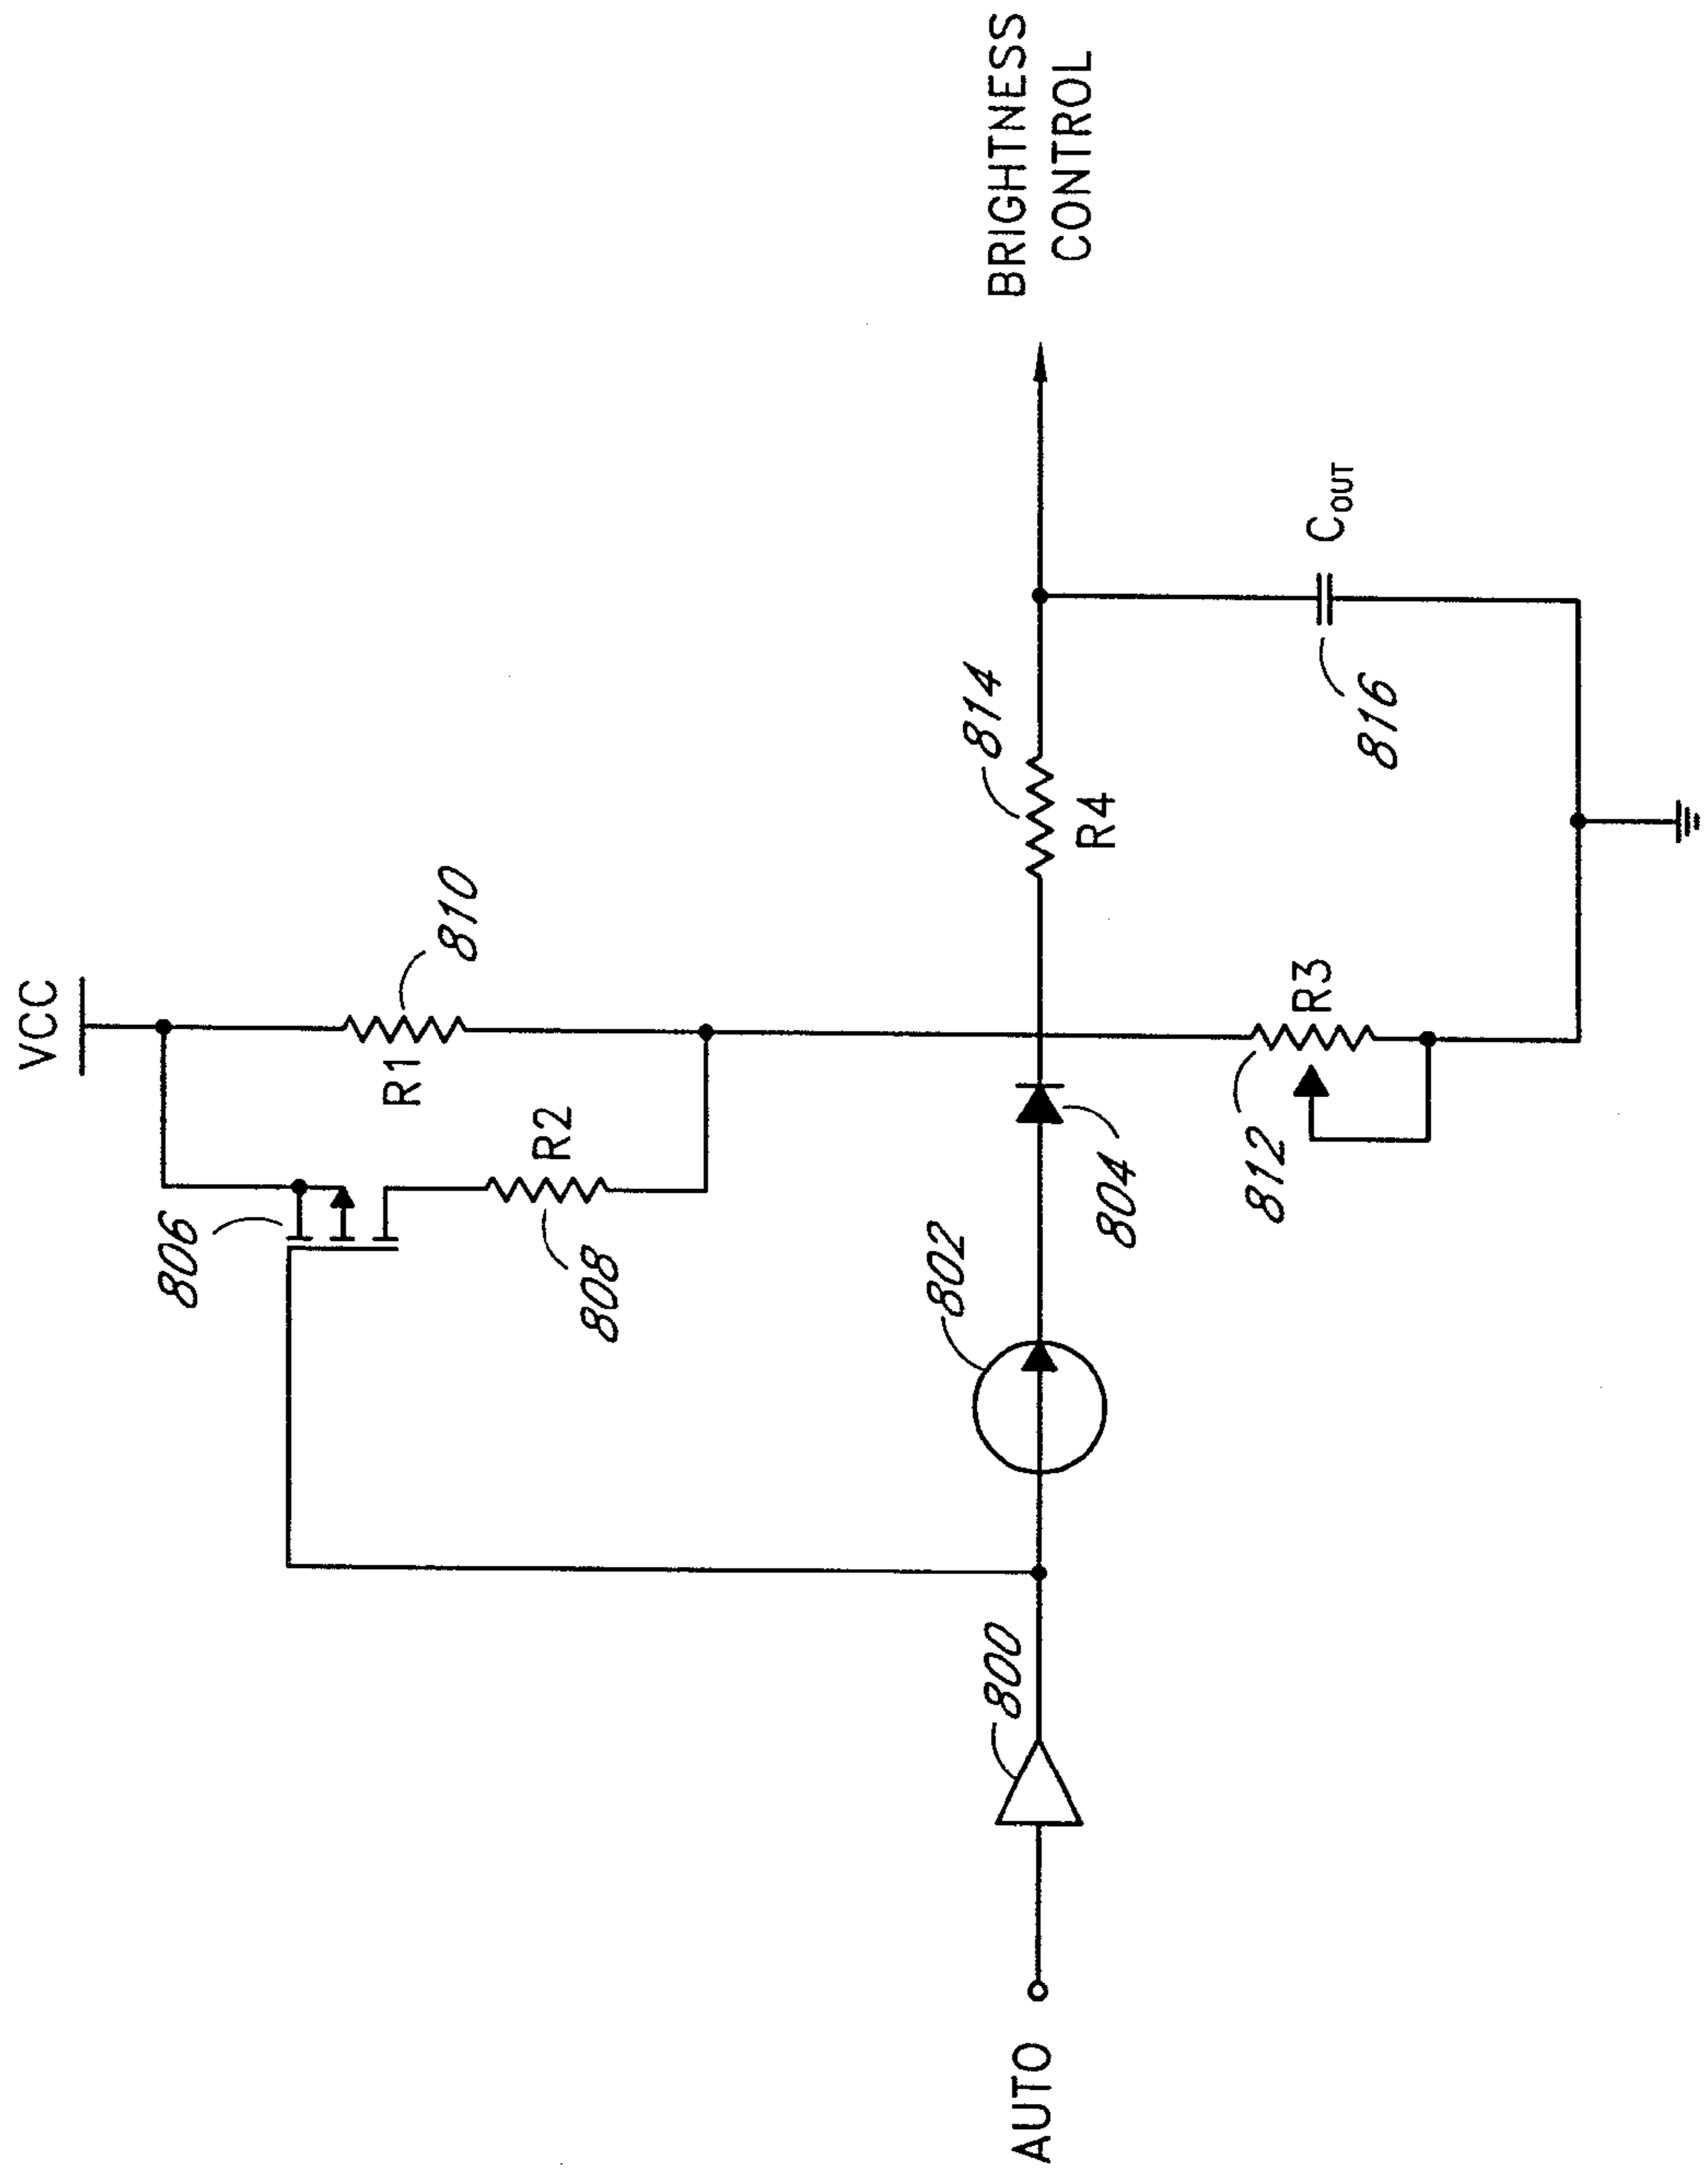 VCC
806
R1
810
R2
808
802
804
800
AUTO
814
R4
BRIGHTNESS
CONTROL
812
R3
816
COUT